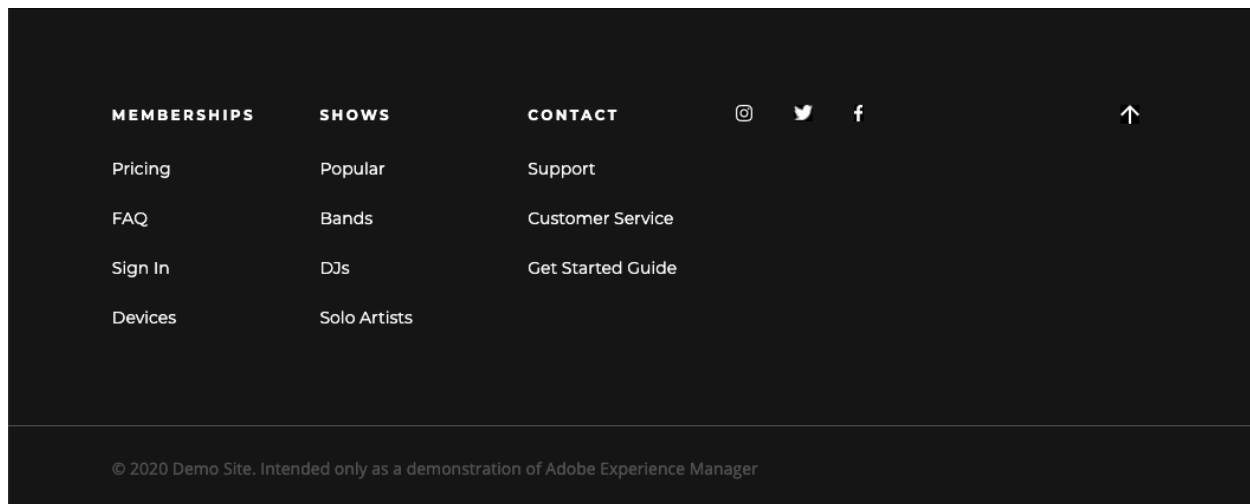 MEMBERSHIPS
Pricing
FAQ
Sign In
Devices
SHOWS
Popular
Bands
DJs
Solo Artists
CONTACT
Support
Customer Service
Get Started Guide
© 2020 Demo Site. Intended only as a demonstration of Adobe Experience Manager